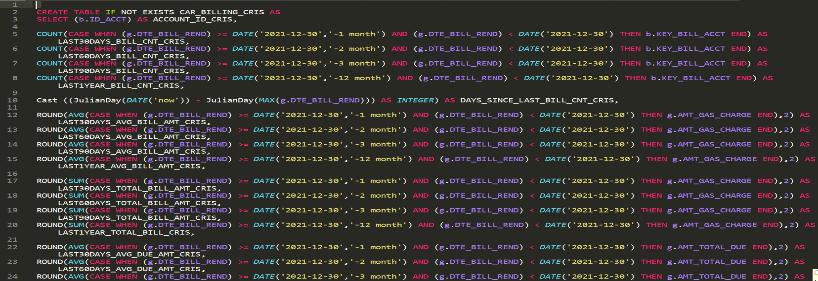 1
2 CREATE TABLE IF NOT EXISTS CAR_BILLING_CRIS AS
3 SELECT (b.ID_ACCT) AS ACCOUNT_ID_CRIS,
4
5 COUNT(CASE WHEN (g.DTE_BILL_REND) >= DATE('2021-12-30','-1 month') AND (g.DTE_BILL_REND) < DATE('2021-12-30') THEN b.KEY_BILL_ACCT END) AS
LAST30DAYS_BILL_CNT_CRIS,
6 COUNT(CASE WHEN (g.DTE_BILL_REND) >= DATE('2021-12-30','-2 month') AND (g.DTE_BILL_REND) < DATE('2021-12-30') THEN b.KEY_BILL_ACCT END) AS
LAST60DAYS_BILL_CNT_CRIS,
7 COUNT(CASE WHEN (g.DTE_BILL_REND) >= DATE('2021-12-30','-3 month') AND (g.DTE_BILL_REND) < DATE('2021-12-30') THEN b.KEY_BILL_ACCT END) AS
LAST90DAYS_BILL_CNT_CRIS,
8 COUNT(CASE WHEN (g.DTE_BILL_REND) >= DATE('2021-12-30','-12 month') AND (g.DTE_BILL_REND) < DATE('2021-12-30') THEN b.KEY_BILL_ACCT END) AS
LAST1YEAR_BILL_CNT_CRIS,
9
10 Cast ((JulianDay(DATE('now')) - JulianDay(MAX(g.DTE_BILL_REND))) AS INTEGER) AS DAYS_SINCE_LAST_BILL_CNT_CRIS,
11
12 ROUND(AVG(CASE WHEN (g.DTE_BILL_REND) >= DATE('2021-12-30','-1 month') AND (g.DTE_BILL_REND) < DATE('2021-12-30') THEN g.AMT_GAS_CHARGE END),2) AS
LAST30DAYS_AVG_BILL_AMT_CRIS,
13 ROUND(AVG(CASE WHEN (g.DTE_BILL_REND) >= DATE('2021-12-30','-2 month') AND (g.DTE_BILL_REND) < DATE('2021-12-30') THEN g.AMT_GAS_CHARGE END),2) AS
LAST60DAYS_AVG_BILL_AMT_CRIS,
14 ROUND(AVG(CASE WHEN (g.DTE_BILL_REND) >= DATE('2021-12-30','-3 month') AND (g.DTE_BILL_REND) < DATE('2021-12-30') THEN g.AMT_GAS_CHARGE END),2) AS
LAST90DAYS_AVG_BILL_AMT_CRIS,
15 ROUND(AVG(CASE WHEN (g.DTE_BILL_REND) >= DATE('2021-12-30','-12 month') AND (g.DTE_BILL_REND) < DATE('2021-12-30') THEN g.AMT_GAS_CHARGE END),2) AS
LAST1YEAR_AVG_BILL_AMT_CRIS,
16
17 ROUND(SUM(CASE WHEN (g.DTE_BILL_REND) >= DATE('2021-12-30','-1 month') AND (g.DTE_BILL_REND) < DATE('2021-12-30') THEN g.AMT_GAS_CHARGE END),2) AS
LAST30DAYS_TOTAL_BILL_AMT_CRIS,
18 ROUND(SUM(CASE WHEN (g.DTE_BILL_REND) >= DATE('2021-12-30','-2 month') AND (g.DTE_BILL_REND) < DATE('2021-12-30') THEN g.AMT_GAS_CHARGE END),2) AS
LAST60DAYS_TOTAL_BILL_AMT_CRIS,
19 ROUND(SUM(CASE WHEN (g.DTE_BILL_REND) >= DATE('2021-12-30','-3 month') AND (g.DTE_BILL_REND) < DATE('2021-12-30') THEN g.AMT_GAS_CHARGE END),2) AS
LAST90DAYS_TOTAL_BILL_AMT_CRIS,
20 ROUND(SUM(CASE WHEN (g.DTE_BILL_REND) >= DATE('2021-12-30','-12 month') AND (g.DTE_BILL_REND) < DATE('2021-12-30') THEN g.AMT_GAS_CHARGE END),2) AS
LAST1YEAR_TOTAL_BILL_CRIS,
21
22 ROUND(AVG(CASE WHEN (g.DTE_BILL_REND) >= DATE('2021-12-30','-1 month') AND (g.DTE_BILL_REND) < DATE('2021-12-30') THEN g.AMT_TOTAL_DUE END),2) AS
LAST30DAYS_AVG_DUE_AMT_CRIS,
23 ROUND(AVG(CASE WHEN (g.DTE_BILL_REND) >= DATE('2021-12-30','-2 month') AND (g.DTE_BILL_REND) < DATE('2021-12-30') THEN g.AMT_TOTAL_DUE END),2) AS
LAST60DAYS_AVG_DUE_AMT_CRIS,
24 ROUND(AVG(CASE WHEN (g.DTE_BILL_REND) >= DATE('2021-12-30','-3 month') AND (g.DTE_BILL_REND) < DATE('2021-12-30') THEN g.AMT_TOTAL_DUE END),2) AS